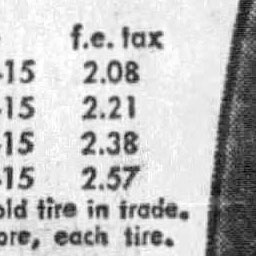 f.e. tax
-15 2.08
-15 2.21
-15 2.38
-15 2.57
old tire in trade.
ore, each tire.